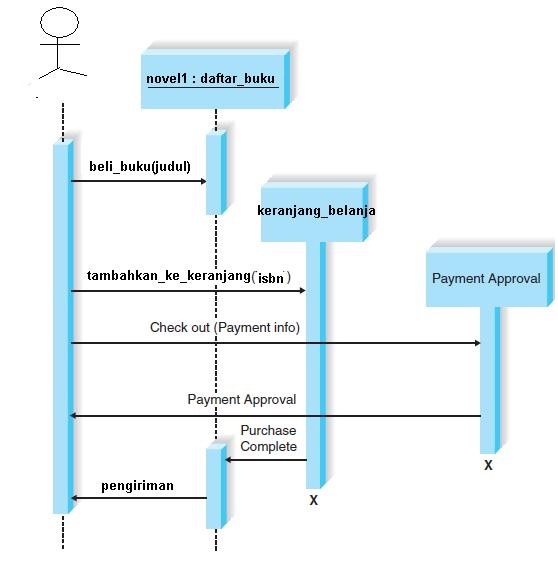 novel1 : daftar_buku
beli_buku(judul)
keranjang_belanja
tambahkan_ke_keranjang(isbn)
Payment Approval
Check out (Payment info)
Payment Approval
Purchase
Complete
X
pengiriman
X